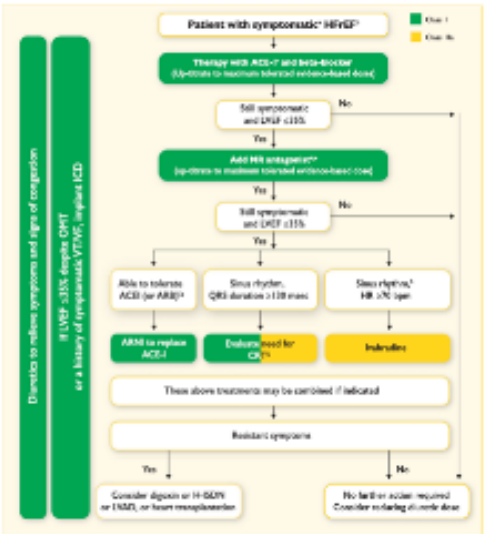 Patient with symptomatic HFrEF
Class I
Class IIa
Therapy with ACE-I and beta-blocker
(Up-titrate to maximum tolerated evidence-based dose)
Still symptomatic
and LVEF ≤35%
No
Yes
Add MR antagonist
(up-titrate to maximum tolerated evidence-based dose)
Yes
Still symptomatic
and LVEF ≤35%
No
Yes
Able to tolerate
ACEI (or ARB)
Sinus rhythm,
QRS duration ≥130 msec
Sinus rhythm,
HR ≥70 bpm
ARNI to replace
ACE-I
Evaluate need for
CRT
Ivabradine
These above treatments may be combined if indicated
Resistant symptoms
Yes
No
Consider digoxin or H-ISDN
or LVAD, or heart transplantation
No further action required
Consider reducing diuretic dose
Diuretics to relieve symptoms and signs of congestion
If LVEF ≤35% despite OMT
or a history of symptomatic VT/VF, implant ICD